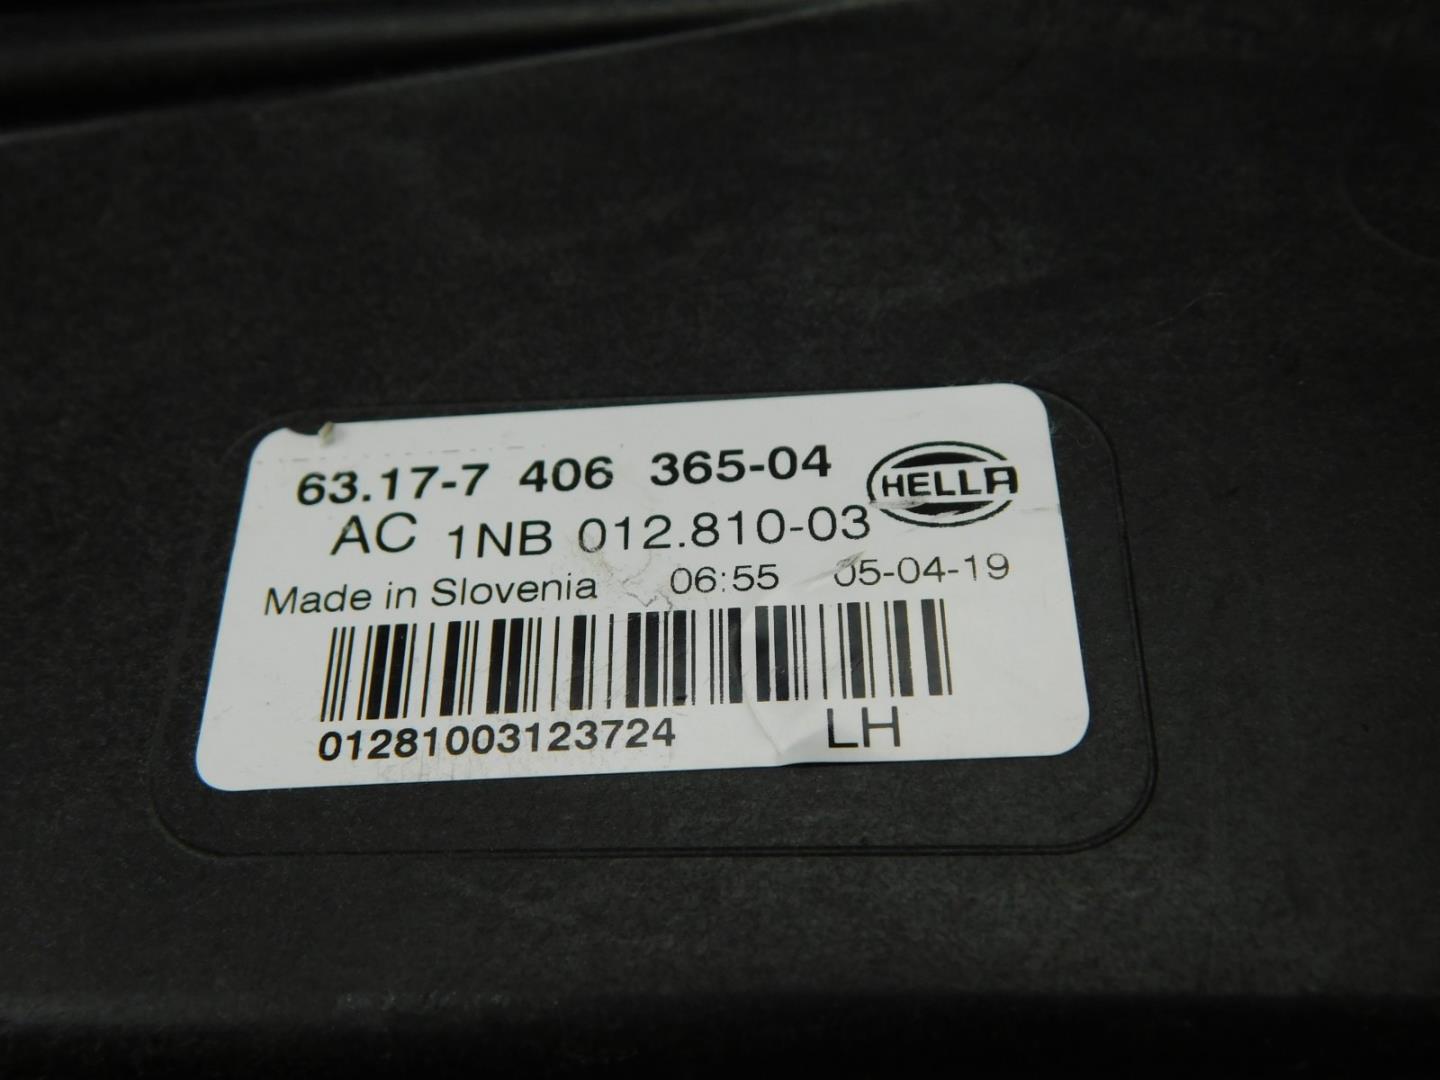 63.17-7 406 365-04
HELLA
AC 1NB 012.810-03
Made in Slovenia 06:55 05-04-19
01281003123724 LH